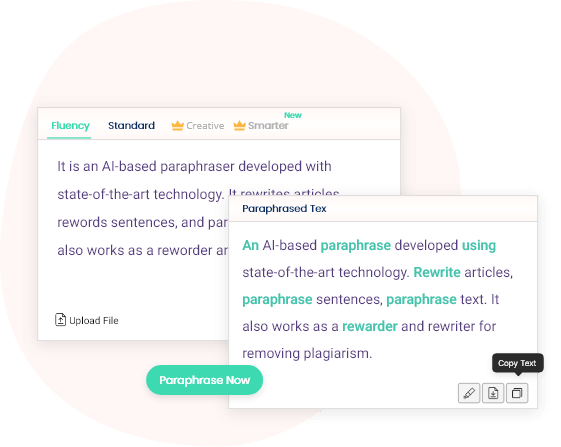 Fluency Standard Creative Smarter New
It is an AI-based paraphraser developed with
state-of-the-art technology. It rewrites articles,
rewords sentences, and par
also works as a reworder
Upload File
Paraphrase Now
Paraphrased Tex
An AI-based paraphrase developed using
state-of-the-art technology. Rewrite articles,
paraphrase sentences, paraphrase text. It
also works as a rewarder and rewriter for
removing plagiarism.
Copy Text